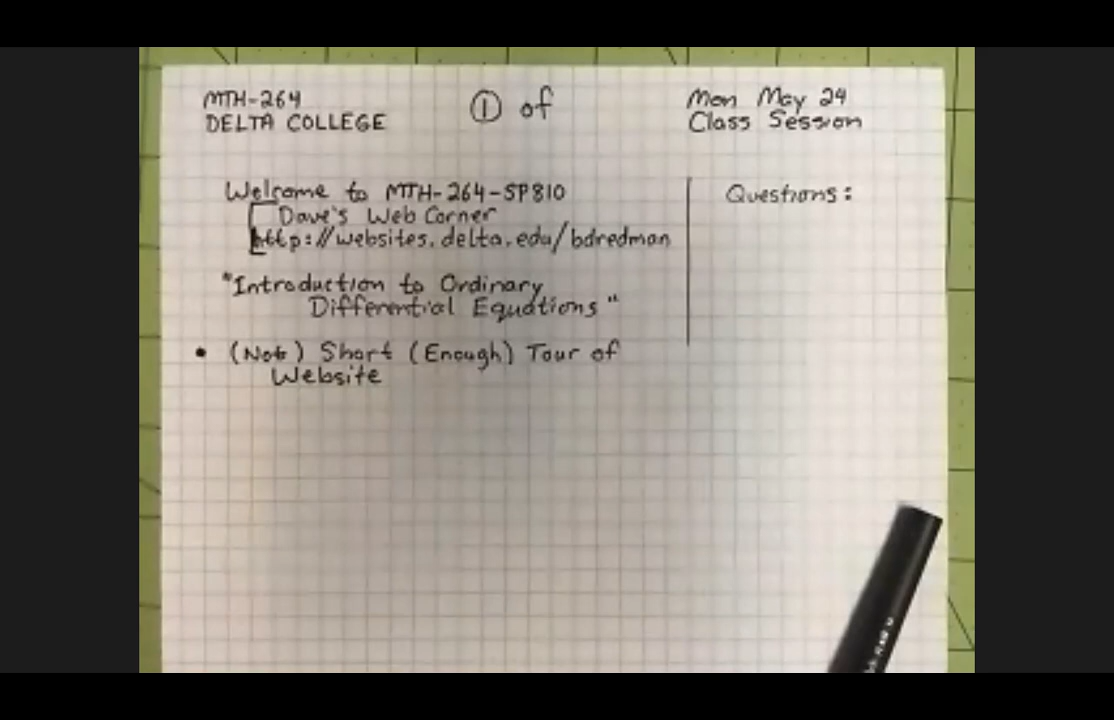 MTH-264
DELTA COLLEGE
① of
Mon May 24
Class Session
Welcome to MTH-264-SP810
Dave's Web Corner
http://websites.delta.edu/bdredman
"Introduction to Ordinary
Differential Equations"
• (Not) Short (Enough) Tour of
Website
Questions: